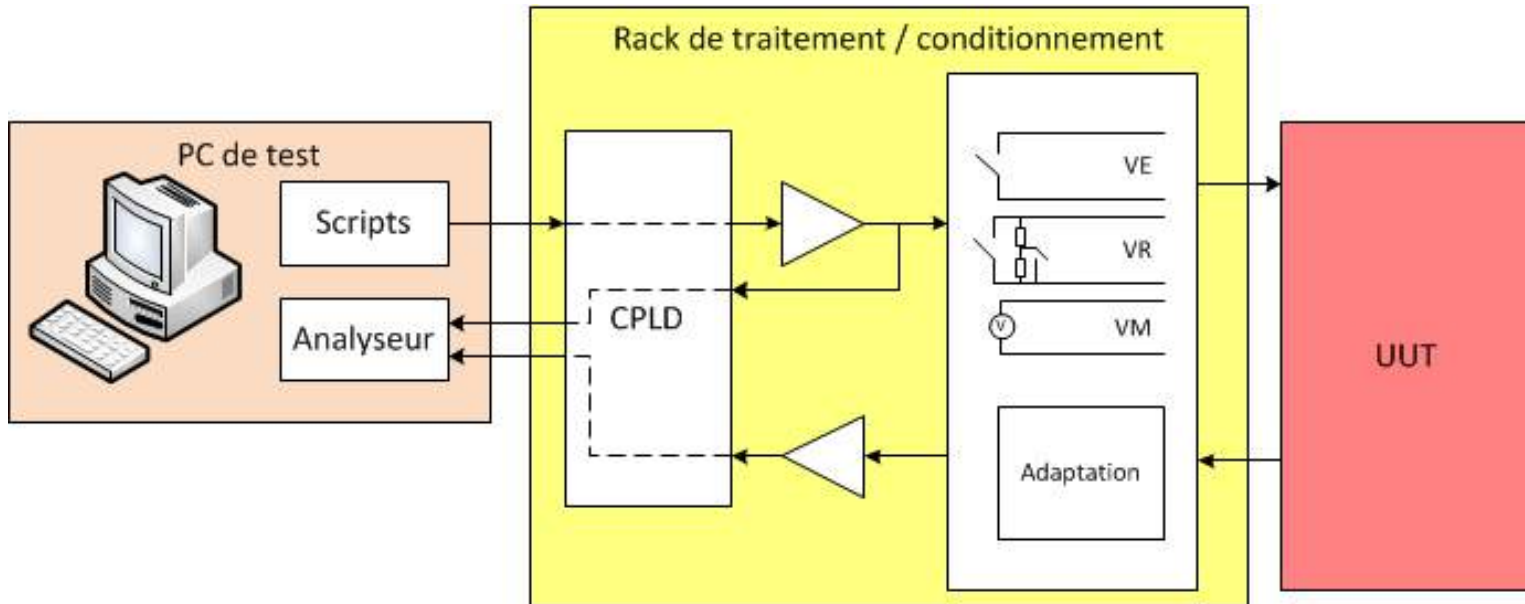 Rack de traitement / conditionnement
PC de test
Scripts
Analyseur
CPLD
VE
VR
V
VM
Adaptation
UUT